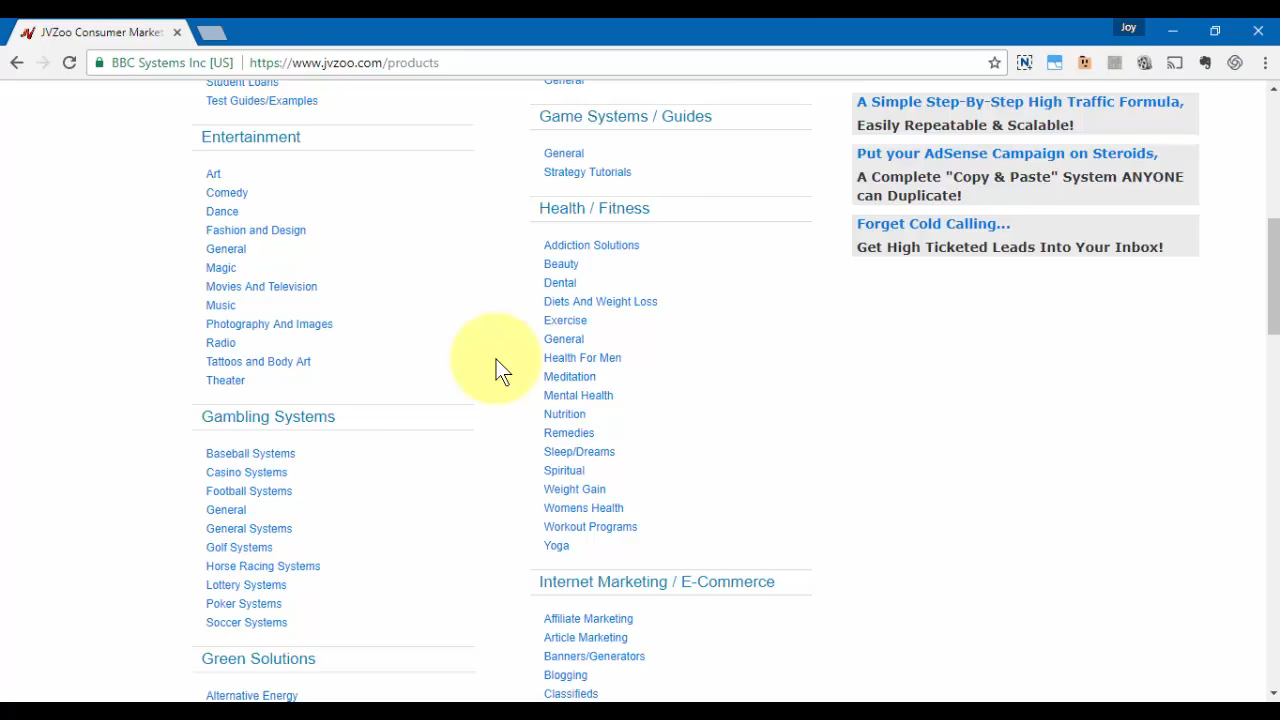 JVZoo Consumer Market
Joy
BBC Systems Inc [US]
https://www.jvzoo.com/products
Student Loans
Test Guides/Examples
Entertainment
Art
Comedy
Dance
Fashion and Design
General
Magic
Movies And Television
Music
Photography And Images
Radio
Tattoos and Body Art
Theater
Gambling Systems
Baseball Systems
Casino Systems
Football Systems
General
General Systems
Golf Systems
Horse Racing Systems
Lottery Systems
Poker Systems
Soccer Systems
Green Solutions
Alternative Energy
General
Game Systems / Guides
General
Strategy Tutorials
Health / Fitness
Addiction Solutions
Beauty
Dental
Diets And Weight Loss
Exercise
General
Health For Men
Meditation
Mental Health
Nutrition
Remedies
Sleep/Dreams
Spiritual
Weight Gain
Womens Health
Workout Programs
Yoga
Internet Marketing / E-Commerce
Affiliate Marketing
Article Marketing
Banners/Generators
Blogging
Classifieds
A Simple Step-By-Step High Traffic Formula,
Easily Repeatable & Scalable!
Put your AdSense Campaign on Steroids,
A Complete "Copy & Paste" System ANYONE
can Duplicate!
Forget Cold Calling...
Get High Ticketed Leads Into Your Inbox!